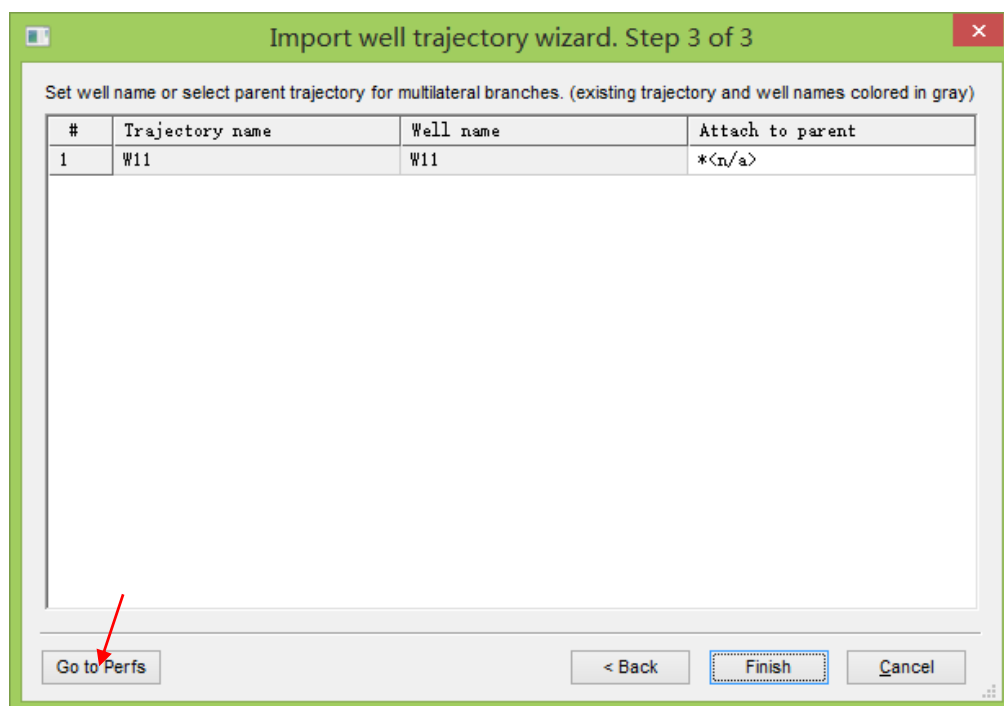 Import well trajectory wizard. Step 3 of 3
Set well name or select parent trajectory for multilateral branches. (existing trajectory and well names colored in gray)
# Trajectory name Well name Attach to parent
1 W11 W11 *<n/a>
Go to Perfs < Back Finish Cancel